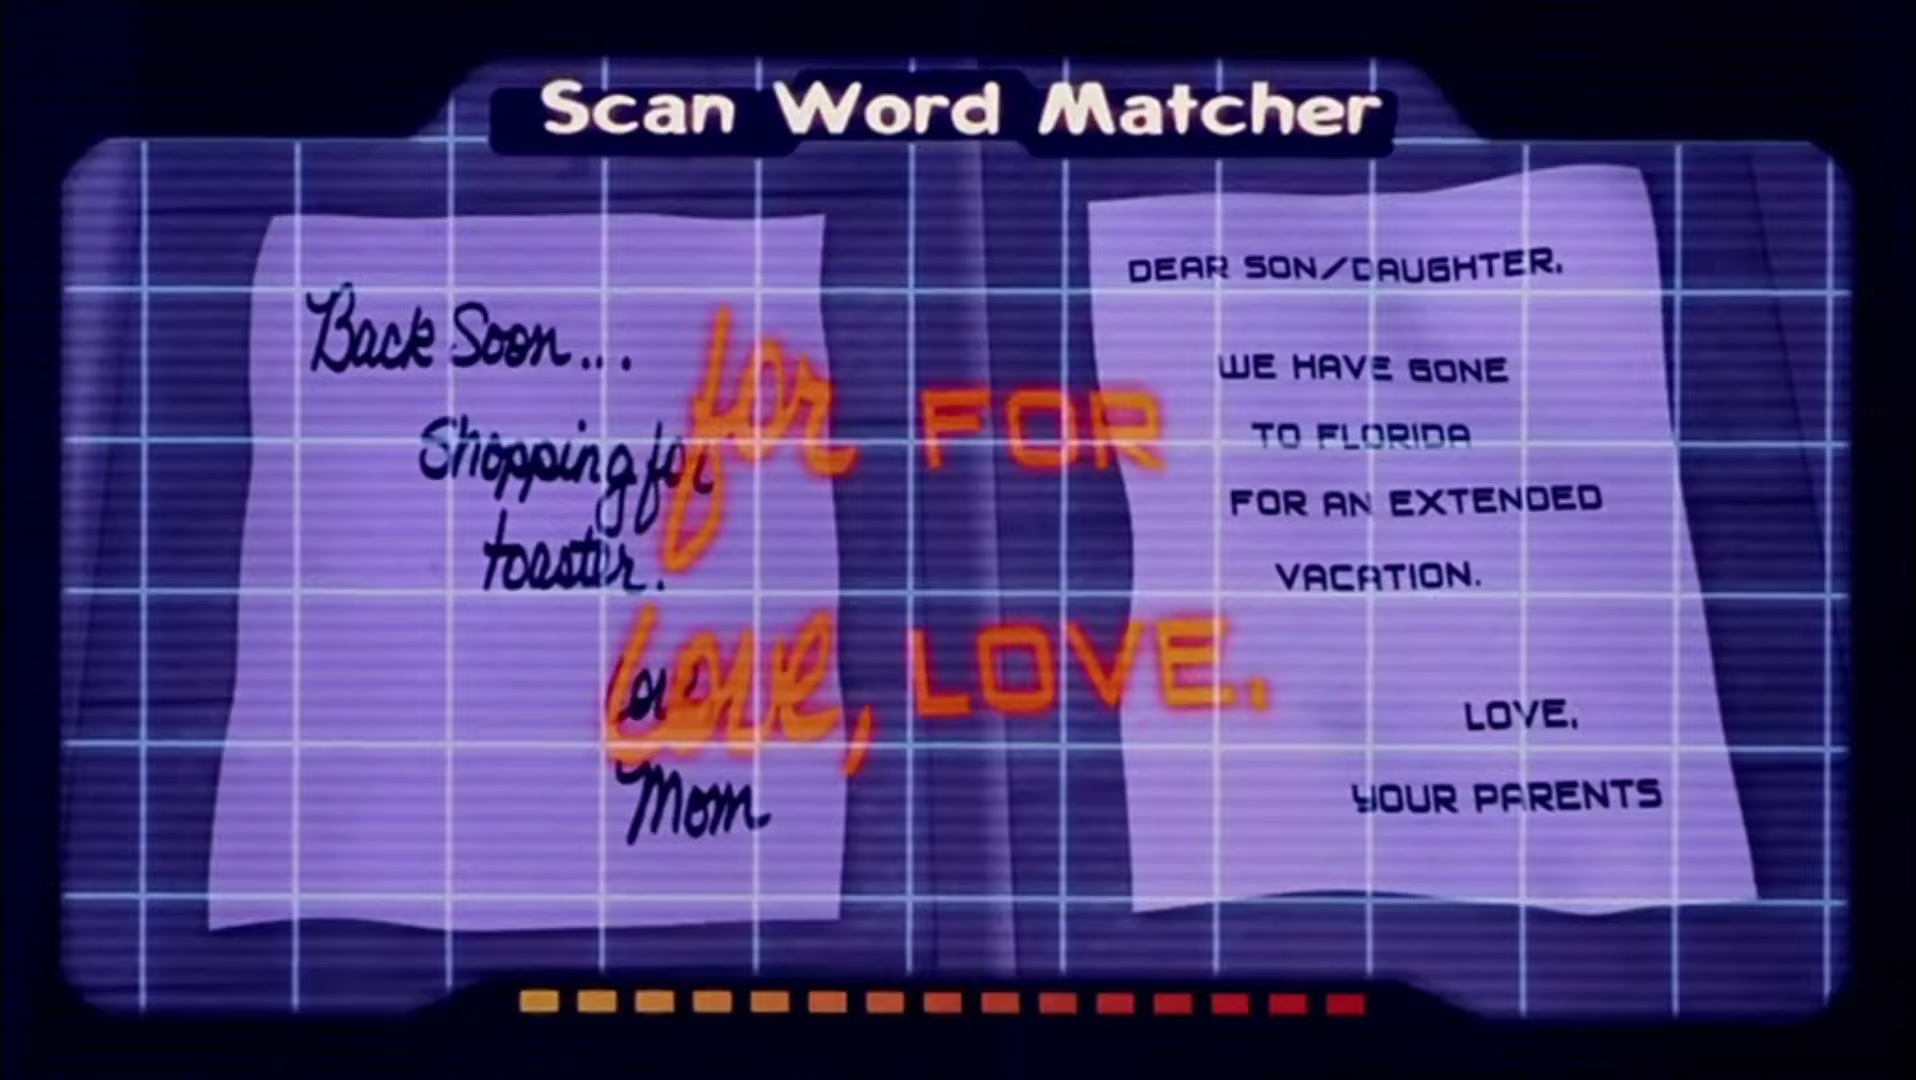 Scan Word Matcher
Back Soon...
Shopping for
toaster.
Love,
Mom
for FOR
LOVE,
DEAR SON/DAUGHTER,
WE HAVE GONE
TO FLORIDA
FOR AN EXTENDED
VACATION.
LOVE,
YOUR PARENTS